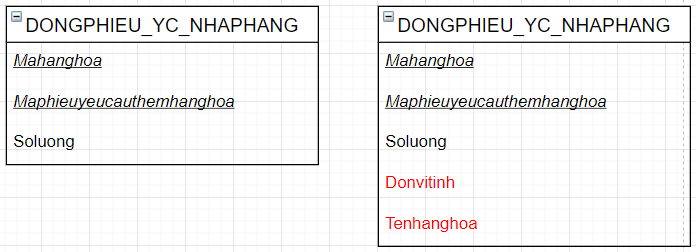 DONGPHIEU_YC_NHAPHANG
Mahanghoa
Maphieuyeucauthemhanghoa
Soluong
DONGPHIEU_YC_NHAPHANG
Mahanghoa
Maphieuyeucauthemhanghoa
Soluong
Donvitinh
Tenhanghoa